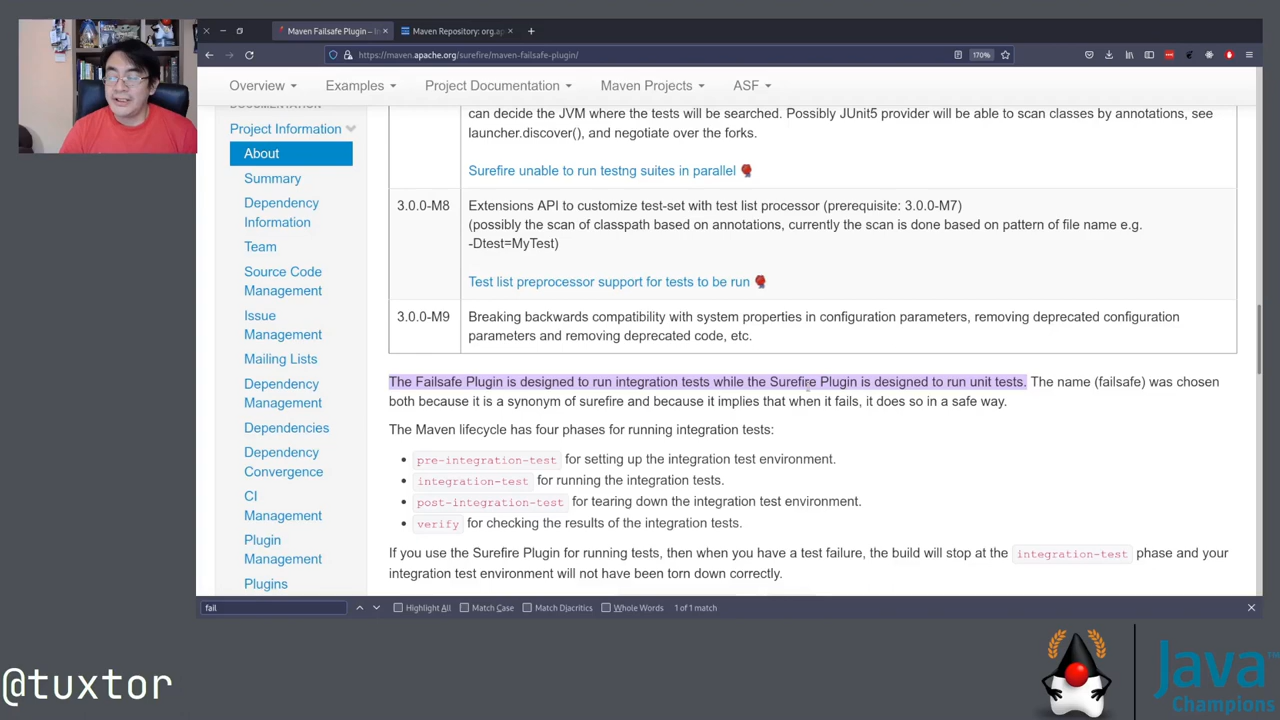 Maven Failsafe Plugin – I
Maven Repository: org.ap
https://maven.apache.org/surefire/maven-failsafe-plugin/
170%
Overview
Examples
Project Documentation
Maven Projects
ASF
DOCUMENTATION
Project Information
About
Summary
Dependency
Information
Team
Source Code
Management
Issue
Management
Mailing Lists
Dependency
Management
Dependencies
Dependency
Convergence
CI
Management
Plugin
Management
Plugins
can decide the JVM where the tests will be searched. Possibly JUnit5 provider will be able to scan classes by annotations, see
launcher.discover(), and negotiate over the forks.
Surefire unable to run testng suites in parallel
3.0.0-M8
Extensions API to customize test-set with test list processor (prerequisite: 3.0.0-M7)
(possibly the scan of classpath based on annotations, currently the scan is done based on pattern of file name e.g.
-Dtest=MyTest)
Test list preprocessor support for tests to be run
3.0.0-M9
Breaking backwards compatibility with system properties in configuration parameters, removing deprecated configuration
parameters and removing deprecated code, etc.
The Failsafe Plugin is designed to run integration tests while the Surefire Plugin is designed to run unit tests. The name (failsafe) was chosen
both because it is a synonym of surefire and because it implies that when it fails, it does so in a safe way.
The Maven lifecycle has four phases for running integration tests:
pre-integration-test for setting up the integration test environment.
integration-test for running the integration tests.
post-integration-test for tearing down the integration test environment.
verify for checking the results of the integration tests.
If you use the Surefire Plugin for running tests, then when you have a test failure, the build will stop at the integration-test phase and your
integration test environment will not have been torn down correctly.
fail
Highlight All
Match Case
Match Diacritics
Whole Words
1 of 1 match
@tuxtor
Java
Champions